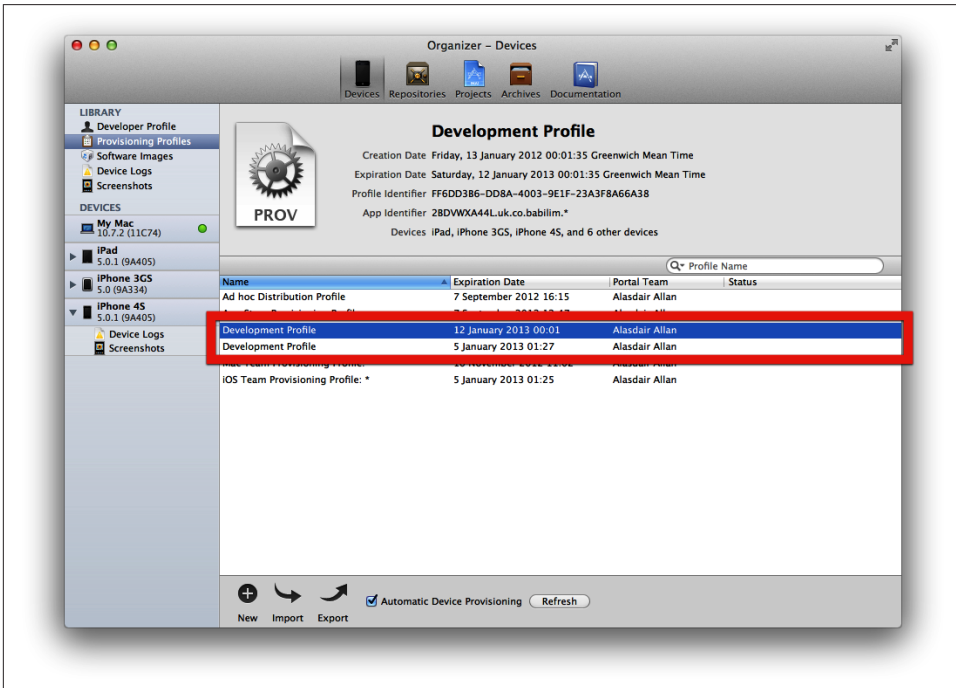 Organizer – Devices
Devices Repositories Projects Archives Documentation
LIBRARY
Developer Profile
Provisioning Profiles
Software Images
Device Logs
Screenshots
DEVICES
My Mac
10.7.2 (11C74)
iPad
5.0.1 (9A405)
iPhone 3GS
5.0 (9A334)
iPhone 4S
5.0.1 (9A405)
Device Logs
Screenshots
PROV
Development Profile
Creation Date Friday, 13 January 2012 00:01:35 Greenwich Mean Time
Expiration Date Saturday, 12 January 2013 00:01:35 Greenwich Mean Time
Profile Identifier FF6DD3B6-DD8A-4003-9E1F-23A3F8A66A38
App Identifier 2BDVWXA44L.uk.co.babilim.*
Devices iPad, iPhone 3GS, iPhone 4S, and 6 other devices
Profile Name
Name Expiration Date Portal Team Status
Ad hoc Distribution Profile 7 September 2012 16:15 Alasdair Allan
Development Profile 12 January 2013 00:01 Alasdair Allan
Development Profile 5 January 2013 01:27 Alasdair Allan
iOS Team Provisioning Profile: * 5 January 2013 01:25 Alasdair Allan
New Import Export
Automatic Device Provisioning Refresh